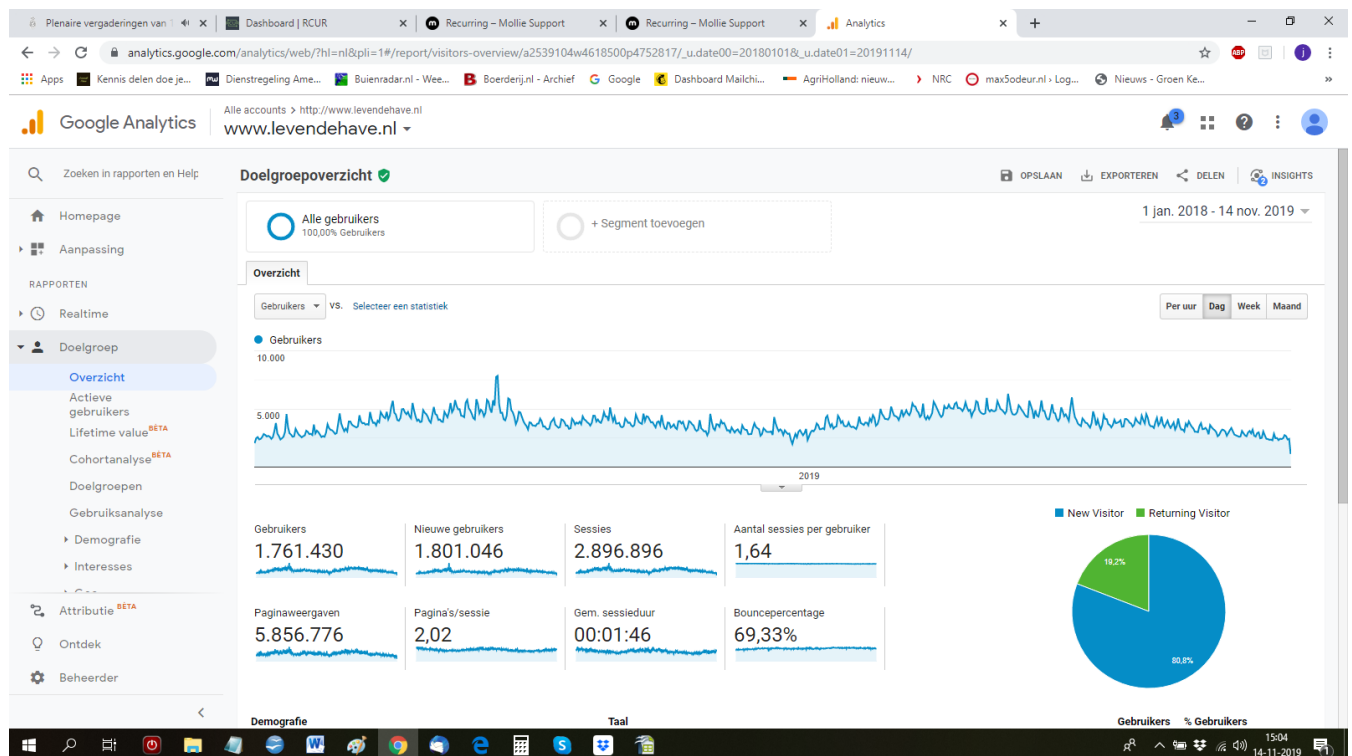 Plenaire vergaderingen van
Dashboard | RCUR
Recurring – Mollie Support
Recurring – Mollie Support
Analytics
analytics.google.com/analytics/web/?hl=nl&pli=1#/report/visitors-overview/a2539104w4618500p4752817/_u.date00=20180101&_u.date01=20191114/
ABP
j
Apps
Kennis delen doe je...
Dienstregeling Ame...
Buienradar.nl - Wee...
Boerderij.nl - Archief
Google
Dashboard Mailchi...
AgriHolland: nieuw...
NRC
max5odeur.nl › Log...
Nieuws - Groen Ke...
»
Google Analytics
Alle accounts > http://www.levendehave.nl
www.levendehave.nl
3
Zoeken in rapporten en Help
Doelgroepoverzicht
OPSLAAN
EXPORTEREN
DELEN
2
INSIGHTS
Homepage
Aanpassing
RAPPORTEN
Realtime
Doelgroep
Overzicht
Actieve
gebruikers
Lifetime value BÈTA
Cohortanalyse BÈTA
Doelgroepen
Gebruiksanalyse
Demografie
Interesses
Attributie BÈTA
Ontdek
Beheerder
Alle gebruikers
100,00% Gebruikers
+ Segment toevoegen
1 jan. 2018 - 14 nov. 2019
Overzicht
Gebruikers
VS.
Selecteer een statistiek
Per uur
Dag
Week
Maand
Gebruikers
10.000
5.000
2019
New Visitor
Returning Visitor
Gebruikers
1.761.430
Nieuwe gebruikers
1.801.046
Sessies
2.896.896
Aantal sessies per gebruiker
1,64
19,2%
80,8%
Paginaweergaven
5.856.776
Pagina's/sessie
2,02
Gem. sessieduur
00:01:46
Bouncepercentage
69,33%
Demografie
Taal
Gebruikers
% Gebruikers
15:04
14-11-2019